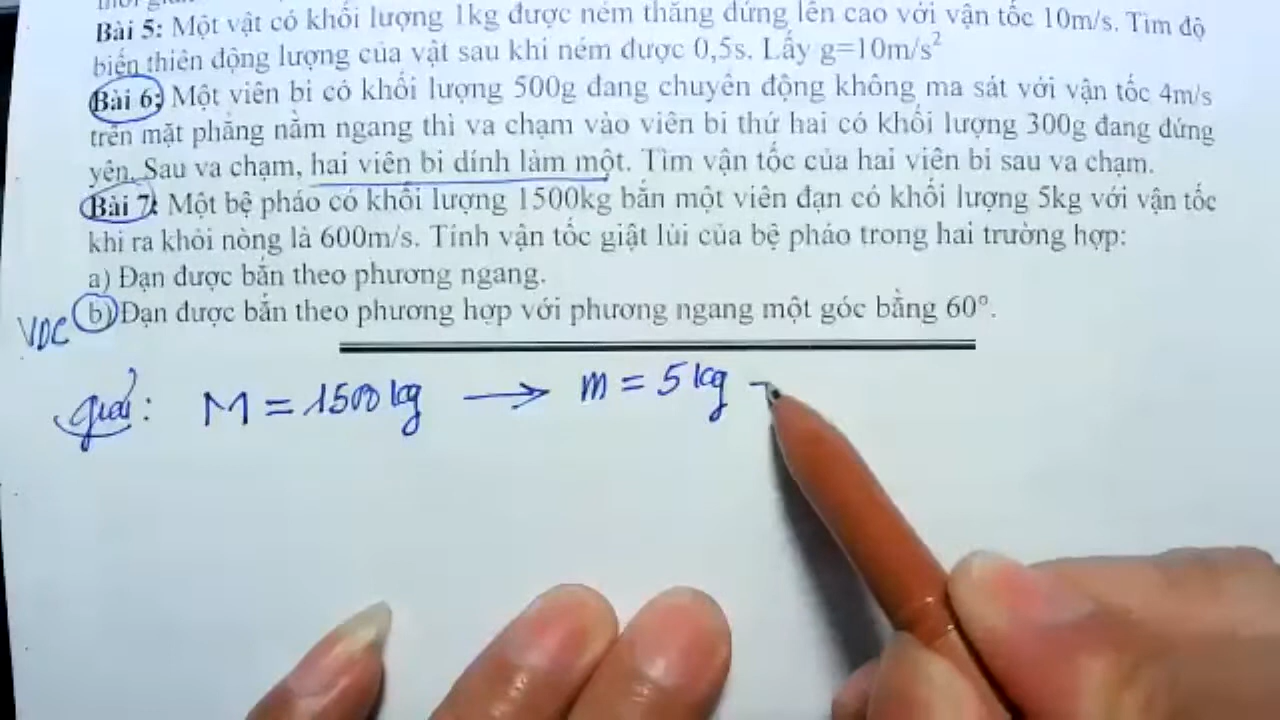 Bài 5: Một vật có khối lượng 1kg được ném thẳng đứng lên cao với vận tốc 10m/s. Tìm độ
biến thiên động lượng của vật sau khi ném được 0,5s. Lấy g=10m/s²
Bài 6: Một viên bi có khối lượng 500g đang chuyển động không ma sát với vận tốc 4m/s
trên mặt phẳng nằm ngang thì va chạm vào viên bi thứ hai có khối lượng 300g đang đứng
yên. Sau va chạm, hai viên bi dính làm một. Tìm vận tốc của hai viên bi sau va chạm.
Bài 7: Một bệ pháo có khối lượng 1500kg bắn một viên đạn có khối lượng 5kg với vận tốc
khi ra khỏi nòng là 600m/s. Tính vận tốc giật lùi của bệ pháo trong hai trường hợp:
a) Đạn được bắn theo phương ngang.
VDC b) Đạn được bắn theo phương hợp với phương ngang một góc bằng 60°.
giải: M = 1500 kg → m = 5 kg